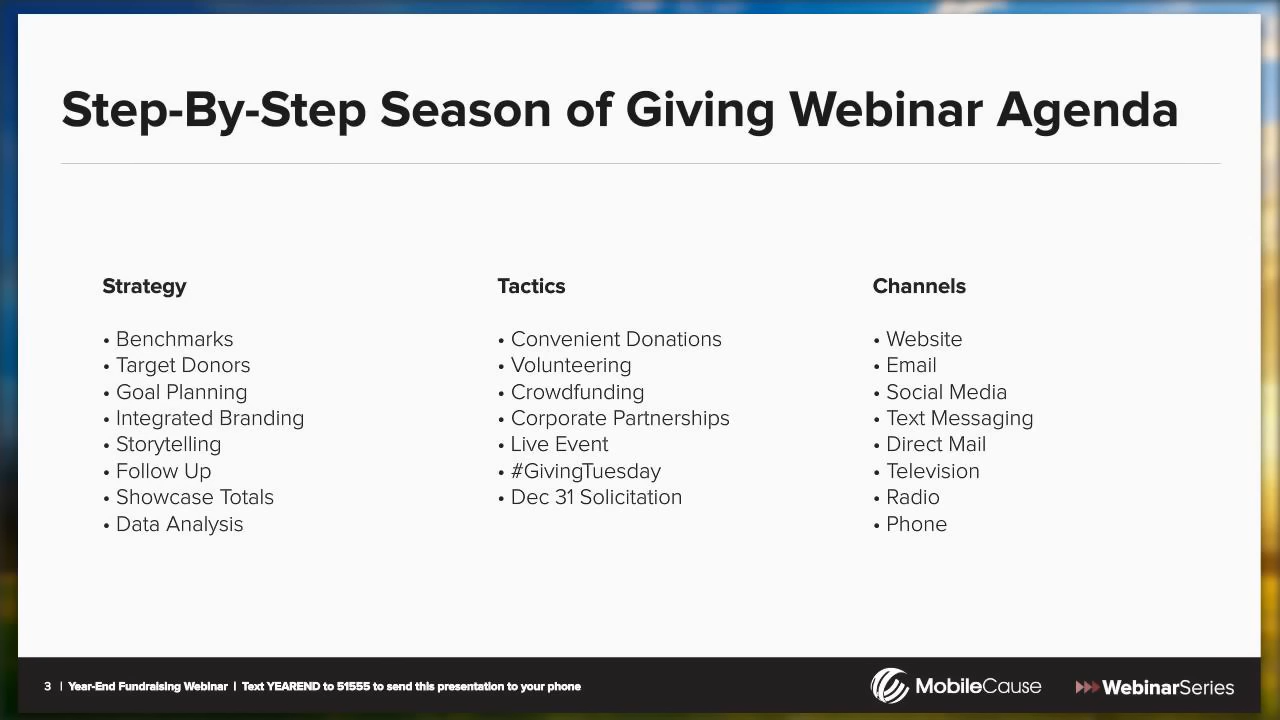 Step-By-Step Season of Giving Webinar Agenda
Strategy
• Benchmarks
• Target Donors
• Goal Planning
• Integrated Branding
• Storytelling
• Follow Up
• Showcase Totals
• Data Analysis
Tactics
• Convenient Donations
• Volunteering
• Crowdfunding
• Corporate Partnerships
• Live Event
• #GivingTuesday
• Dec 31 Solicitation
Channels
• Website
• Email
• Social Media
• Text Messaging
• Direct Mail
• Television
• Radio
• Phone
3 | Year-End Fundraising Webinar | Text YEAREND to 51555 to send this presentation to your phone
MobileCause
WebinarSeries